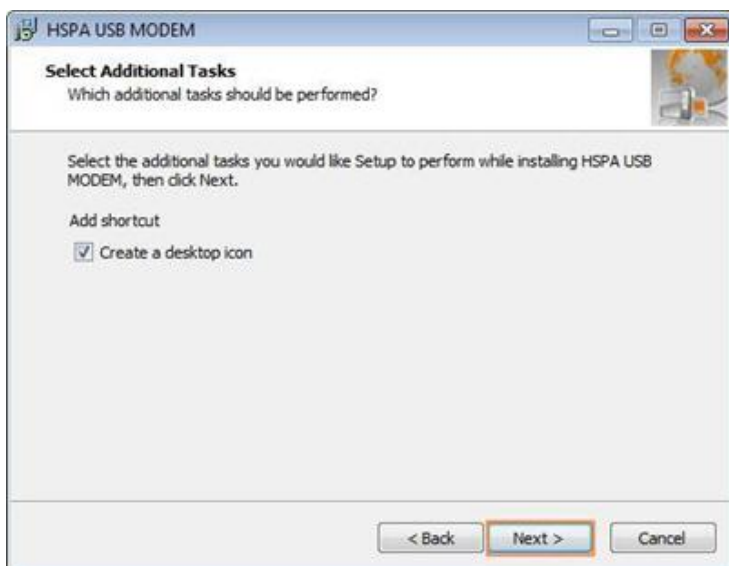 HSPA USB MODEM
Select Additional Tasks
Which additional tasks should be performed?
Select the additional tasks you would like Setup to perform while installing HSPA USB
MODEM, then click Next.
Add shortcut
Create a desktop icon
< Back Next > Cancel